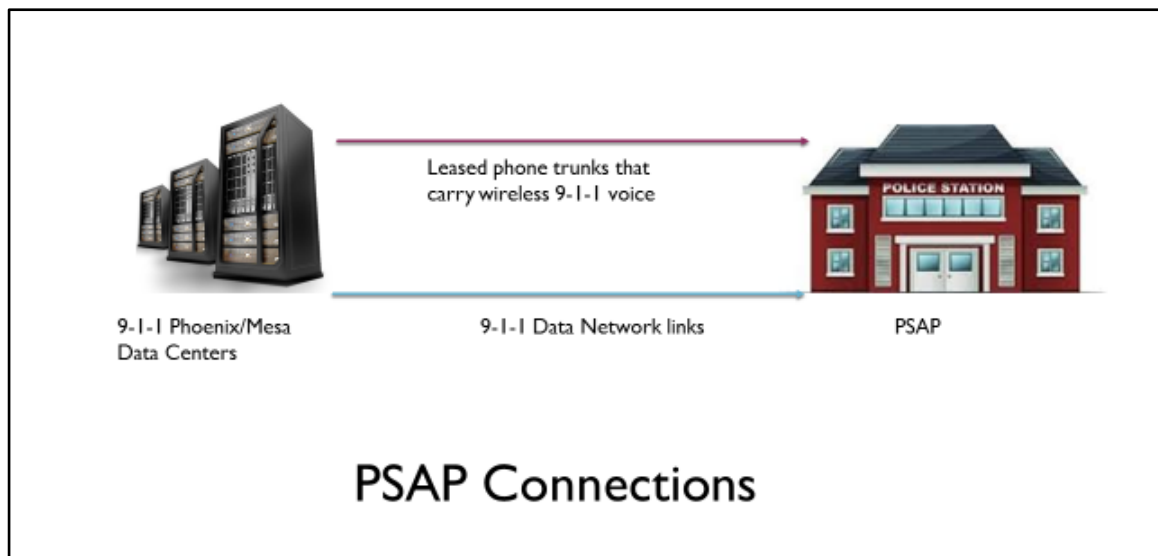 Leased phone trunks that
carry wireless 9-1-1 voice
POLICE STATION
9-1-1 Phoenix/Mesa
Data Centers
9-1-1 Data Network links
PSAP
PSAP Connections